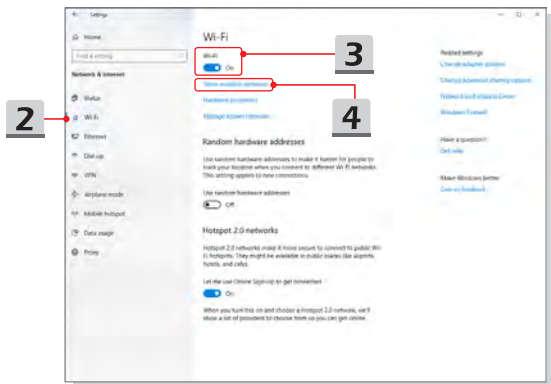 Settings
Home
Wi-Fi
Find a setting
Wi-Fi
On
3
Related settings
Change adapter options
Network & Internet
Show available networks
Change advanced sharing options
Status
Hardware properties
Network and Sharing Center
2
Wi-Fi
Manage known networks
4
Windows Firewall
Ethernet
Random hardware addresses
Have a question?
Get help
Dial-up
Use random hardware addresses to make it harder for people to
track your location when you connect to different Wi-Fi networks.
This setting applies to new connections.
VPN
Make Windows better
Airplane mode
Use random hardware addresses
Off
Mobile hotspot
Data usage
Hotspot 2.0 networks
Proxy
Hotspot 2.0 networks make it more secure to connect to public Wi-
Fi hotspots. They might be available in public places like airports,
hotels, and cafes.
Let me use Online Sign-Up to get connected
On
When you turn this on and choose a Hotspot 2.0 network, we'll
show a list of providers to choose from so you can get online.